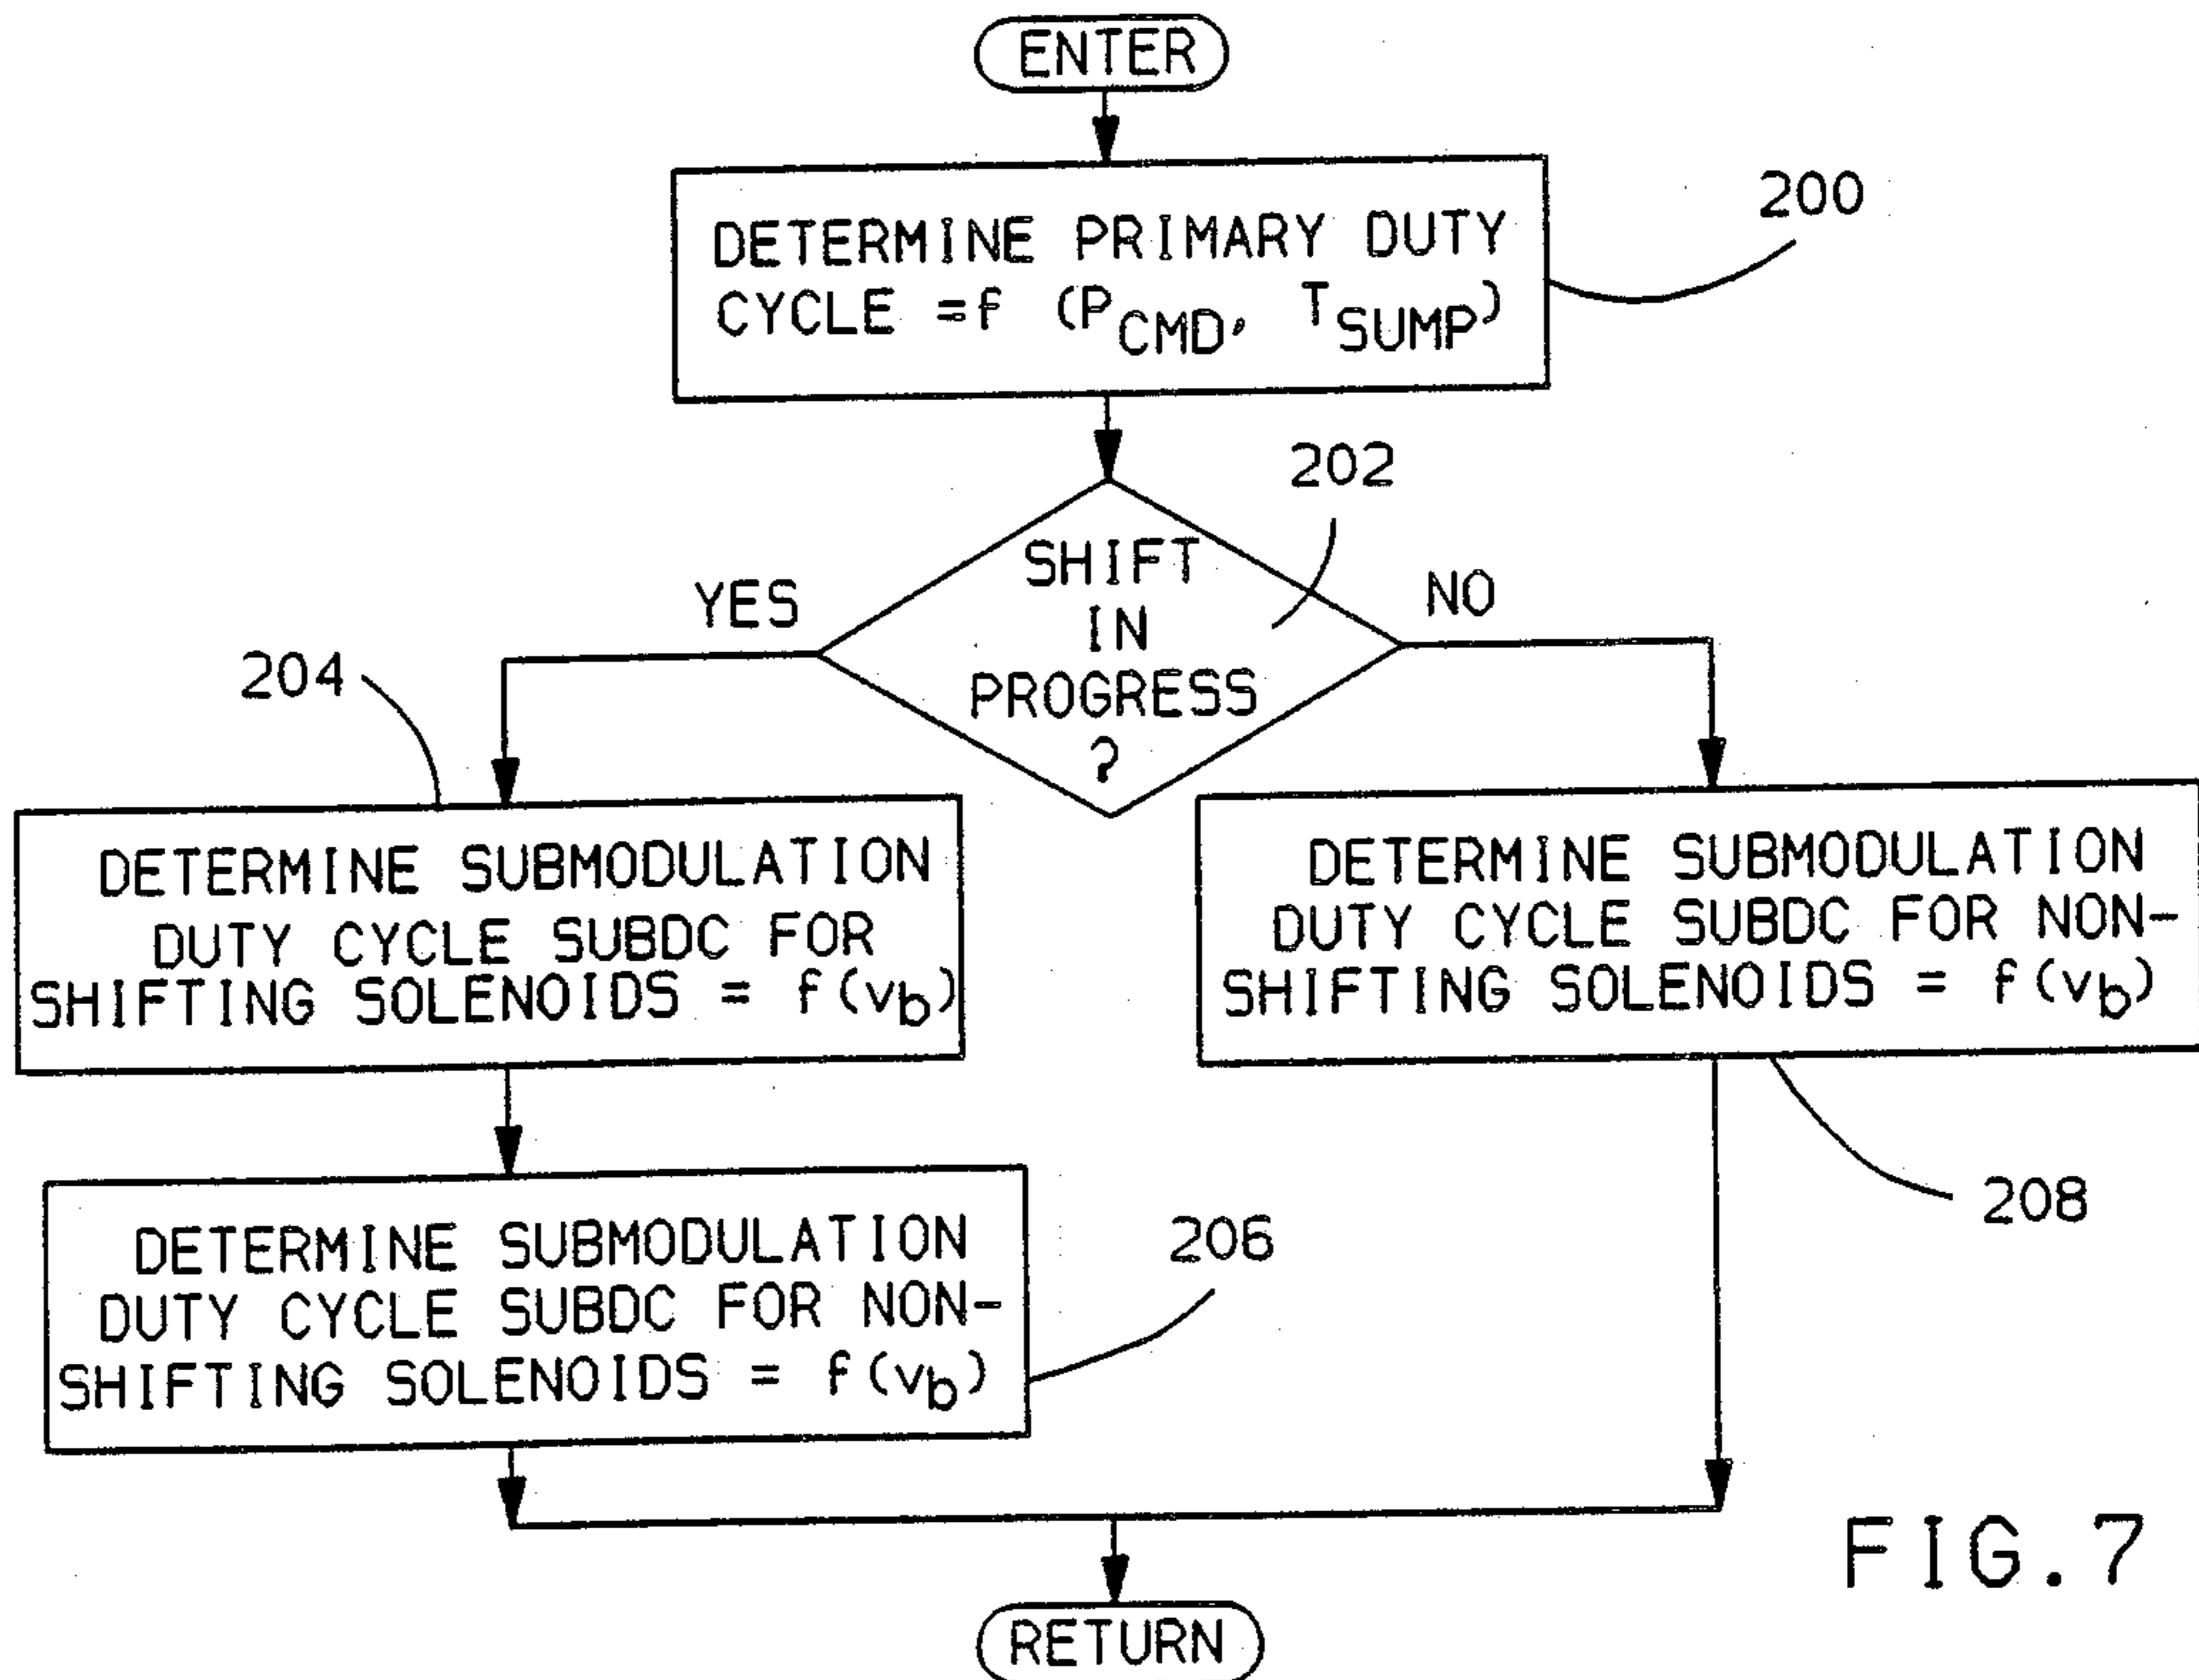 ENTER
DETERMINE PRIMARY DUTY
CYCLE =f (PCMD, TSUMP)
200
202
SHIFT
IN
PROGRESS
?
YES
NO
204
DETERMINE SUBMODULATION
DUTY CYCLE SUBDC FOR
SHIFTING SOLENOIDS = f(vb)
DETERMINE SUBMODULATION
DUTY CYCLE SUBDC FOR NON-
SHIFTING SOLENOIDS = f(vb)
208
DETERMINE SUBMODULATION
DUTY CYCLE SUBDC FOR NON-
SHIFTING SOLENOIDS = f(vb)
206
RETURN
FIG.7